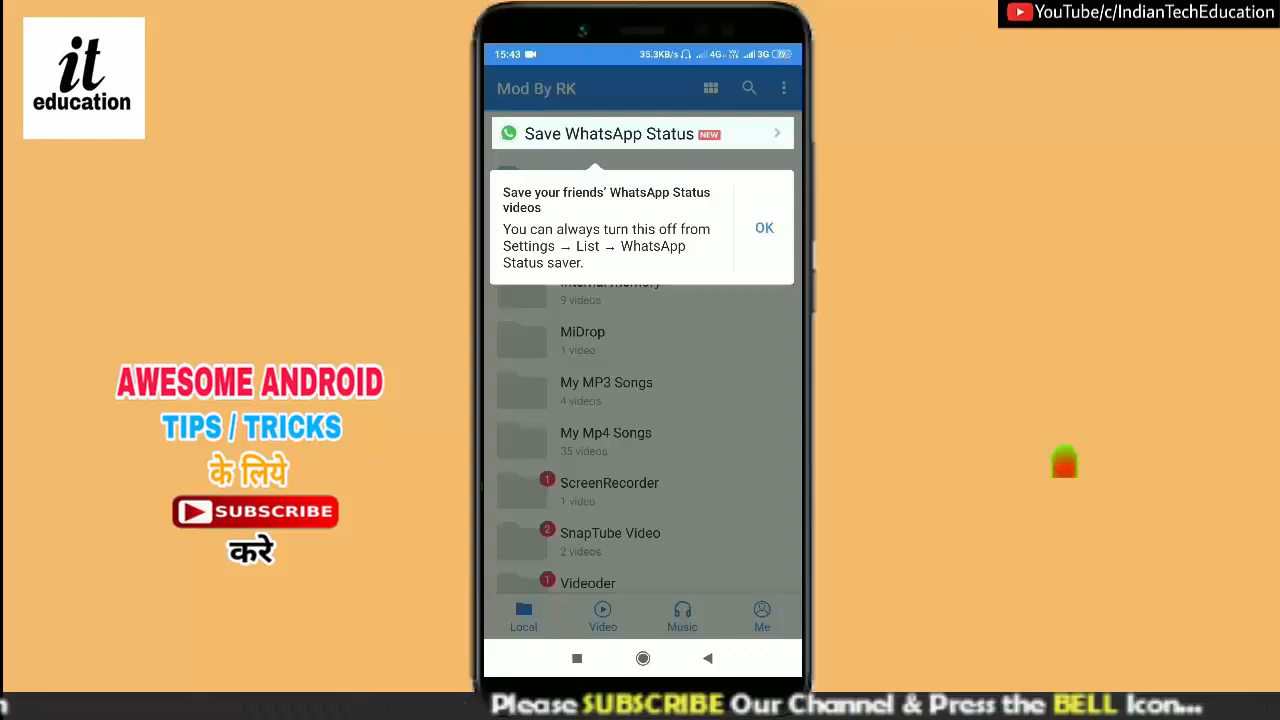 it
education
YouTube/c/IndianTechEducation
15:43
35.3KB/s 4G 3G
Mod By RK
Save WhatsApp Status NEW
Save your friends’ WhatsApp Status
videos
You can always turn this off from
Settings → List → WhatsApp
Status saver.
OK
9 videos
MiDrop
1 video
My MP3 Songs
4 videos
My Mp4 Songs
35 videos
1
ScreenRecorder
1 video
2
SnapTube Video
2 videos
1
Videoder
Local
Video
Music
Me
AWESOME ANDROID
TIPS / TRICKS
के लिये
SUBSCRIBE
करे
Please SUBSCRIBE Our Channel & Press the BELL Icon...